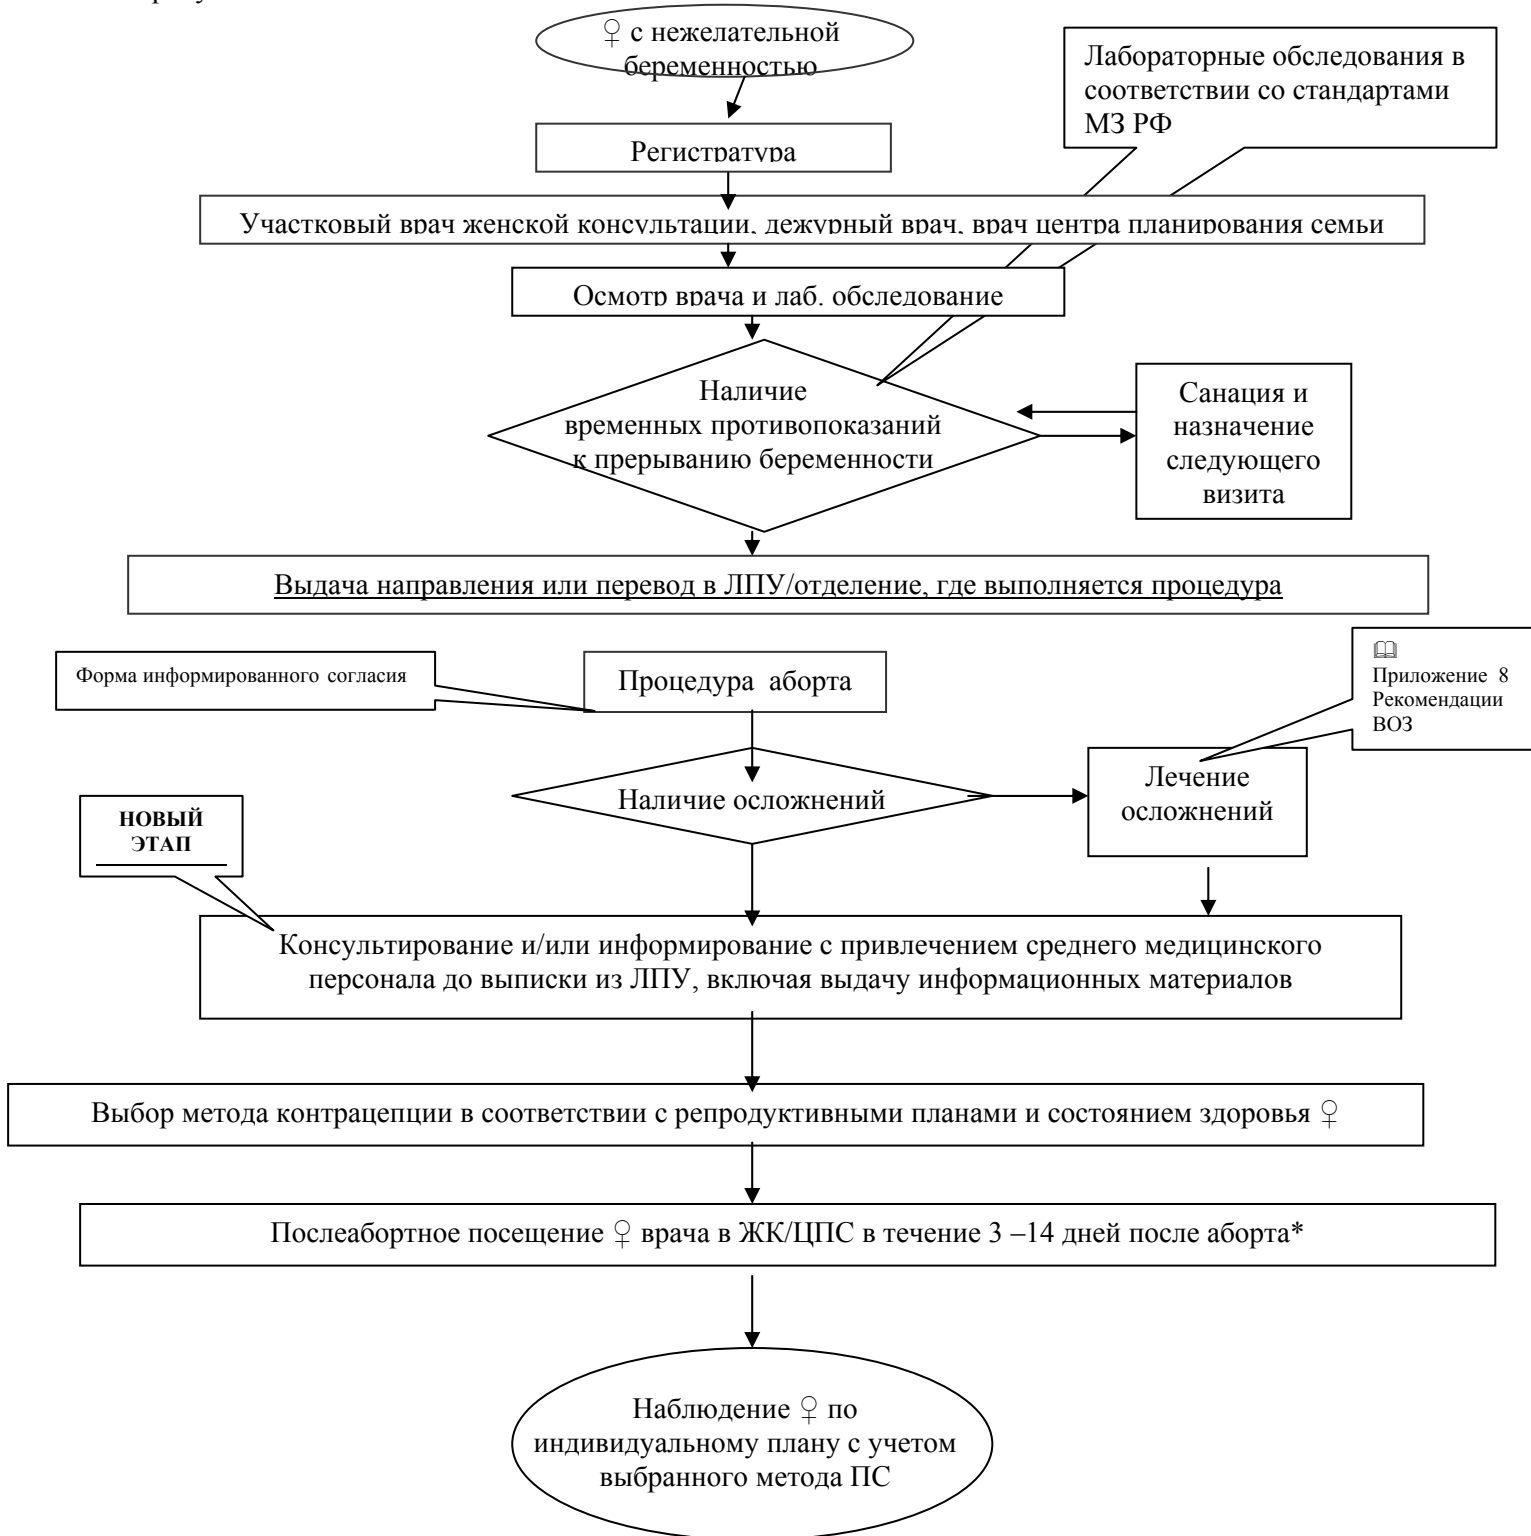 ♀ с нежелательной
беременностью
Лабораторные обследования в
соответствии со стандартами
МЗ РФ
Регистратура
Участковый врач женской консультации, дежурный врач, врач центра планирования семьи
Осмотр врача и лаб. обследование
Наличие
временных противопоказаний
к прерыванию беременности
Санация и
назначение
следующего
визита
Выдача направления или перевод в ЛПУ/отделение, где выполняется процедура
Форма информированного согласия
Процедура аборта
🕮
Приложение 8
Рекомендации
ВОЗ
Наличие осложнений
Лечение
осложнений
НОВЫЙ
ЭТАП
Консультирование и/или информирование с привлечением среднего медицинского
персонала до выписки из ЛПУ, включая выдачу информационных материалов
Выбор метода контрацепции в соответствии с репродуктивными планами и состоянием здоровья ♀
Послеабортное посещение ♀ врача в ЖК/ЦПС в течение 3 –14 дней после аборта*
Наблюдение ♀ по
индивидуальному плану с учетом
выбранного метода ПС